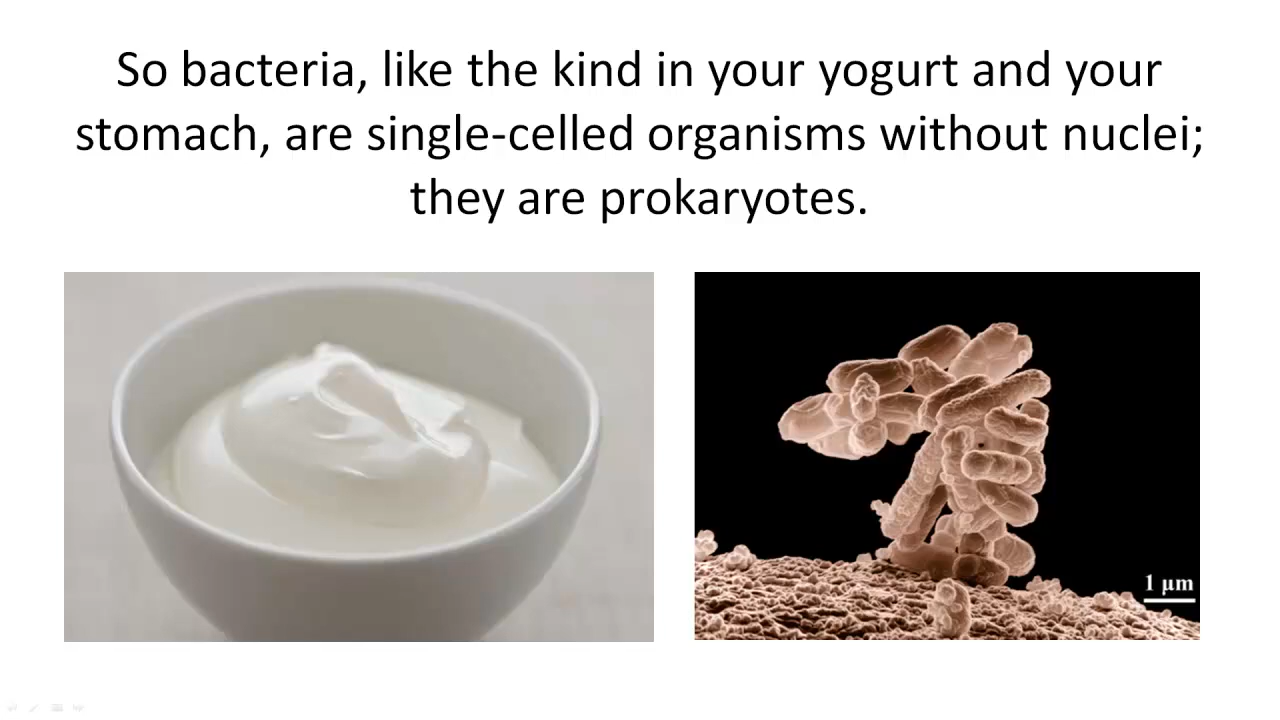 So bacteria, like the kind in your yogurt and your
stomach, are single-celled organisms without nuclei;
they are prokaryotes.
1 μm